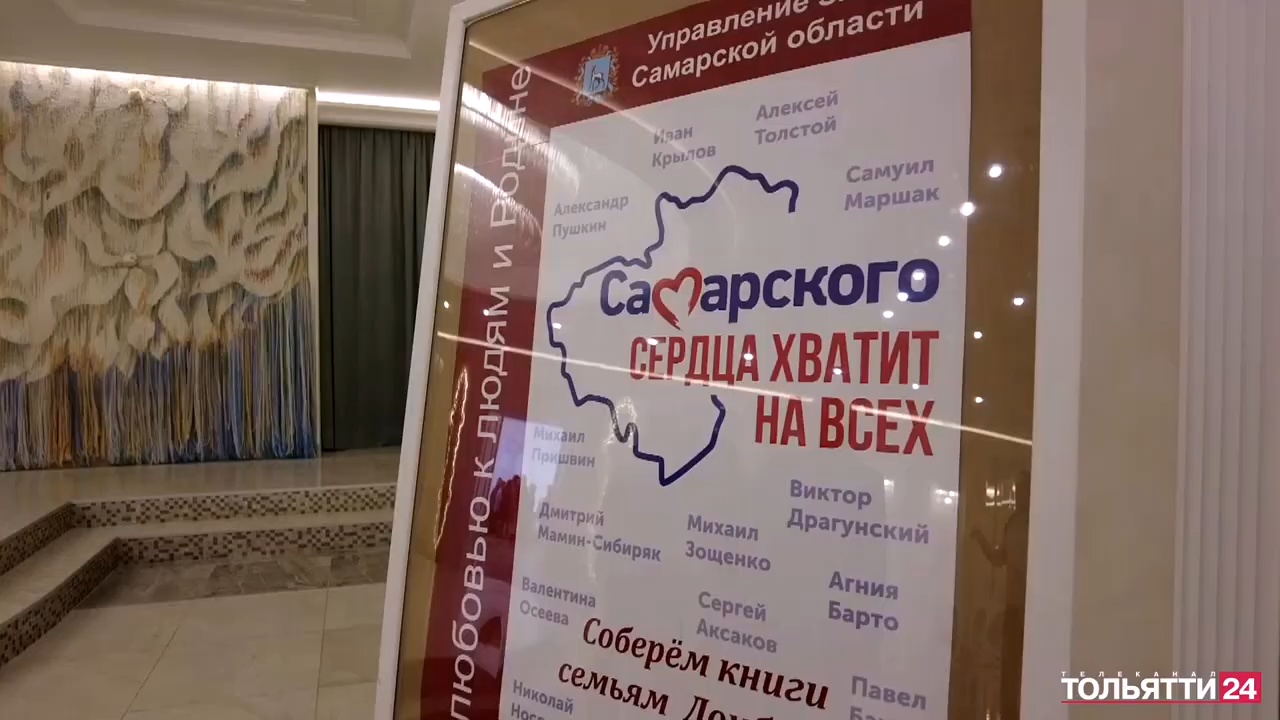 Управление
Самарской области
любовью к людям и Родине
Иван
Крылов
Алексей
Толстой
Самуил
Маршак
Александр
Пушкин
Самарского
СЕРДЦА ХВАТИТ
НА ВСЕХ
Михаил
Пришвин
Виктор
Драгунский
Дмитрий
Мамин-Сибиряк
Михаил
Зощенко
Агния
Барто
Валентина
Осеева
Сергей
Аксаков
Соберём книги
семьям
Павел
Николай
ТЕЛЕКАНАЛ
ТОЛЬЯТТИ 24